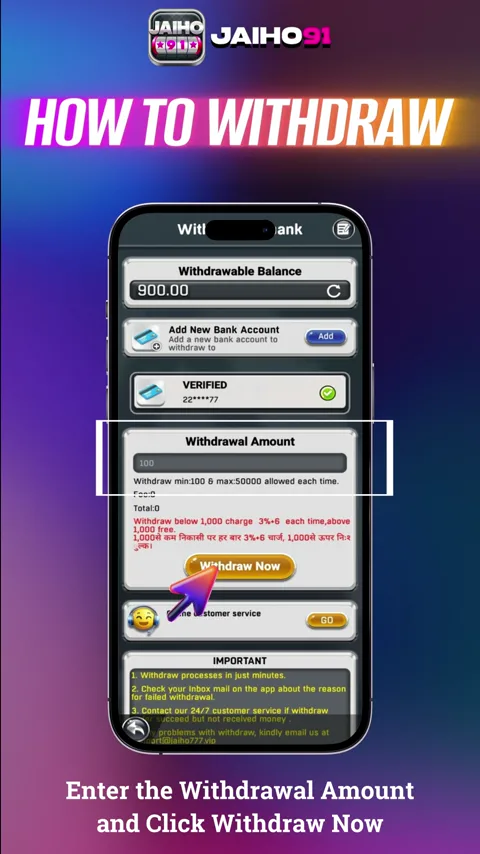 JAIHO
91
JAIHO91
HOW TO WITHDRAW
Withdrawable Balance
900.00
Add New Bank Account
Add
Add a new bank account to
withdraw to
VERIFIED
22****77
Withdrawal Amount
100
Withdraw min:100 & max:50000 allowed each time.
Fee:0
Total:0
Withdraw below 1,000 charge 3%+6 each time,above
1,000 free.
1,000से कम निकासी पर हर बार 3%+6 चार्ज, 1,000से ऊपर निःश
ुल्क।
Withdraw Now
customer service
GO
IMPORTANT
1. Withdraw processes in just minutes.
2. Check your Inbox mail on the app about the reason
for failed withdrawal.
3. Contact our 24/7 customer service if withdraw
succeed but not received money .
problems with withdraw, kindly email us at
@jaiho777.vip
Enter the Withdrawal Amount
and Click Withdraw Now